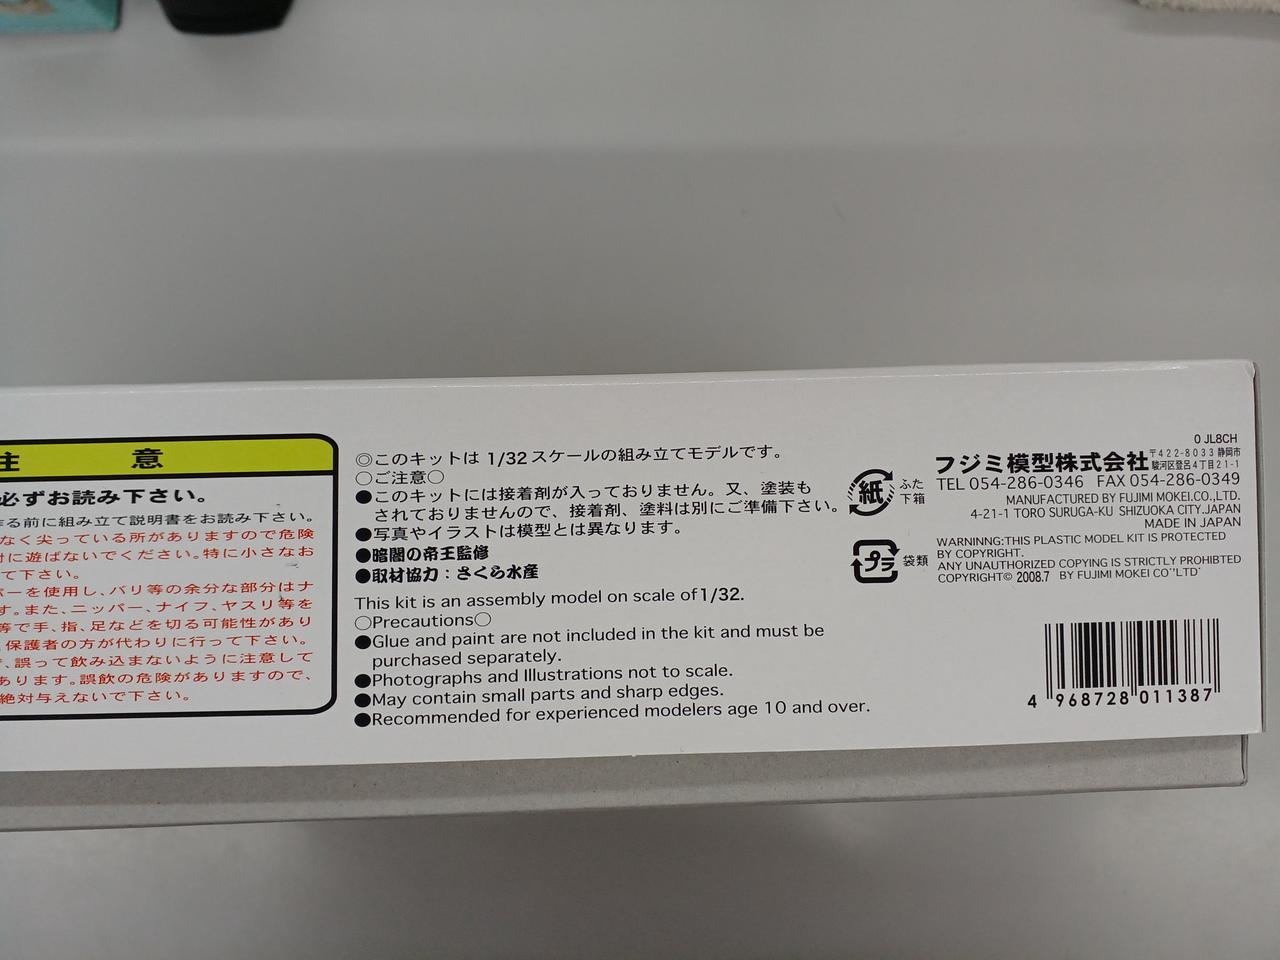 注 意
必ずお読み下さい。
作る前に組み立て説明書をお読み下さい。
なく尖っている所がありますので危険
対に遊ばないでください。特に小さなお
て下さい。
パーを使用し、バリ等の余分な部分はナ
す。また、ニッパー、ナイフ、ヤスリ等を
等で手、指、足などを切る可能性があり
保護者の方が代わりに行って下さい。
、誤って飲み込まないように注意して
あります。誤飲の危険がありますので、
絶対与えないで下さい。
◎このキットは 1/32スケールの組み立てモデルです。
○ご注意○
●このキットには接着剤が入っておりません。又、塗装も
されておりませんので、接着剤、塗料は別にご準備下さい。
●写真やイラストは模型とは異なります。
●暗闇の帝王監修
●取材協力：さくら水産
This kit is an assembly model on scale of 1/32.
○Precautions○
●Glue and paint are not included in the kit and must be
purchased separately.
●Photographs and Illustrations not to scale.
●May contain small parts and sharp edges.
●Recommended for experienced modelers age 10 and over.
紙 ふた
下箱
プラ 袋類
0 JL8CH
フジミ模型株式会社 〒422-8033 静岡市
駿河区登呂4丁目21-1
TEL 054-286-0346 FAX 054-286-0349
MANUFACTURED BY FUJIMI MOKEI.CO.,LTD.
4-21-1 TORO SURUGA-KU SHIZUOKA CITY.JAPAN
MADE IN JAPAN
WARNINNG:THIS PLASTIC MODEL KIT IS PROTECTED
BY COPYRIGHT.
ANY UNAUTHORIZED COPYING IS STRICTLY PROHIBTED
COPYRIGHT© 2008.7 BY FUJIMI MOKEI CO"LTD'
4 968728 011387